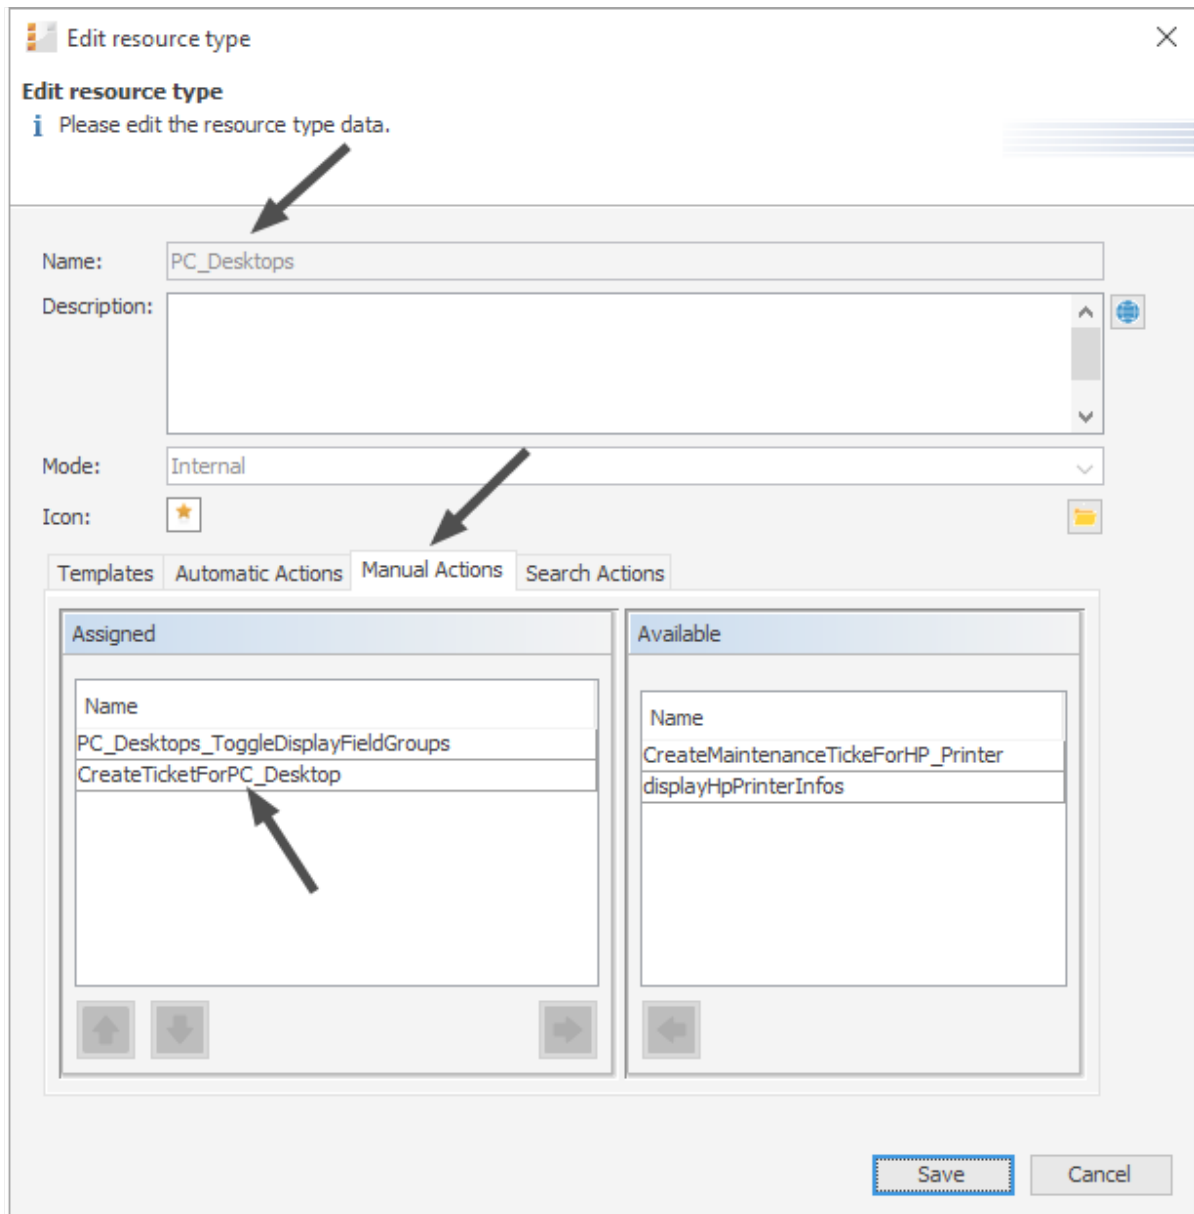 Edit resource type
Edit resource type
Please edit the resource type data.
Name: PC_Desktops
Description:
Mode: Internal
Icon:
Templates Automatic Actions Manual Actions Search Actions
Assigned Available
Name
Name
PC_Desktops_ToggleDisplayFieldGroups
CreateMaintenanceTickeForHP_Printer
CreateTicketForPC_Desktop
displayHpPrinterInfos
Save Cancel